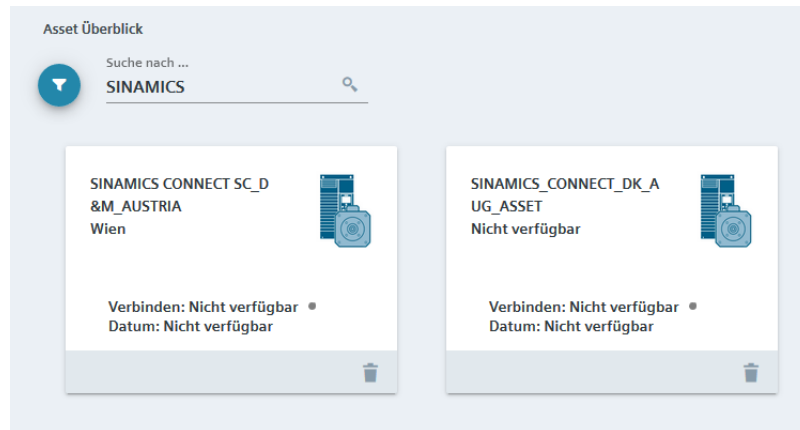 Asset Überblick
Suche nach ...
SINAMICS
SINAMICS CONNECT SC_D
&M_AUSTRIA
Wien
Verbinden: Nicht verfügbar
Datum: Nicht verfügbar
SINAMICS_CONNECT_DK_A
UG_ASSET
Nicht verfügbar
Verbinden: Nicht verfügbar
Datum: Nicht verfügbar